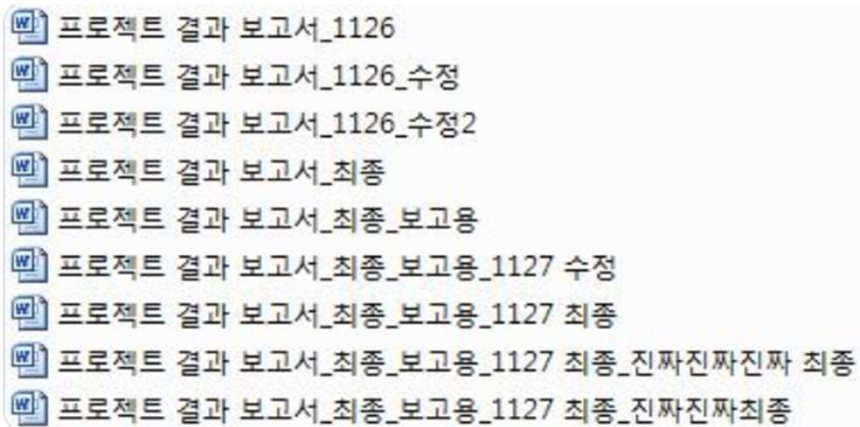 프로젝트 결과 보고서_1126
프로젝트 결과 보고서_1126_수정
프로젝트 결과 보고서_1126_수정2
프로젝트 결과 보고서_최종
프로젝트 결과 보고서_최종_보고용
프로젝트 결과 보고서_최종_보고용_1127 수정
프로젝트 결과 보고서_최종_보고용_1127 최종
프로젝트 결과 보고서_최종_보고용_1127 최종_진짜진짜진짜 최종
프로젝트 결과 보고서_최종_보고용_1127 최종_진짜진짜최종